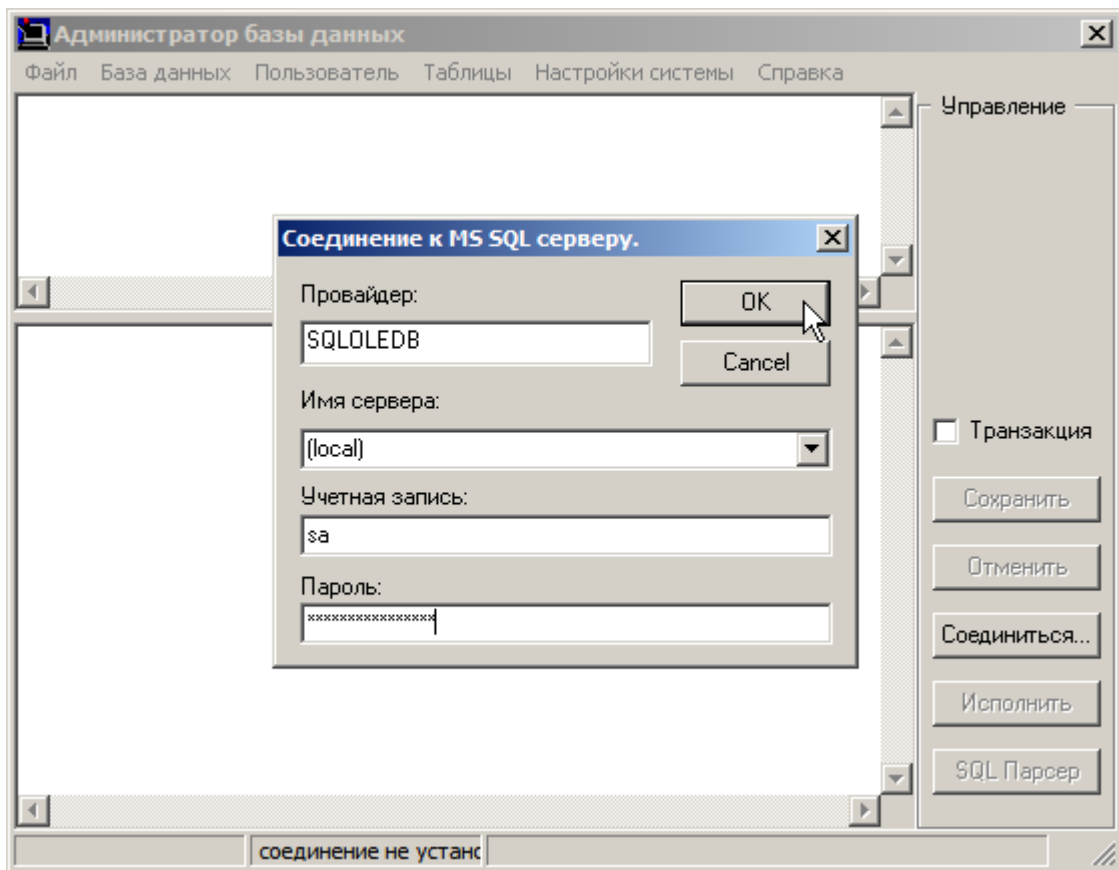 Администратор базы данных
Файл База данных Пользователь Таблицы Настройки системы Справка
Управление
Соединение к MS SQL серверу.
Провайдер:
OK
SQLOLEDB
Cancel
Имя сервера:
(local)
Транзакция
Учетная запись:
Сохранить
sa
Отменить
Пароль:
****************
Соединиться...
Исполнить
SQL Парсер
соединение не устано